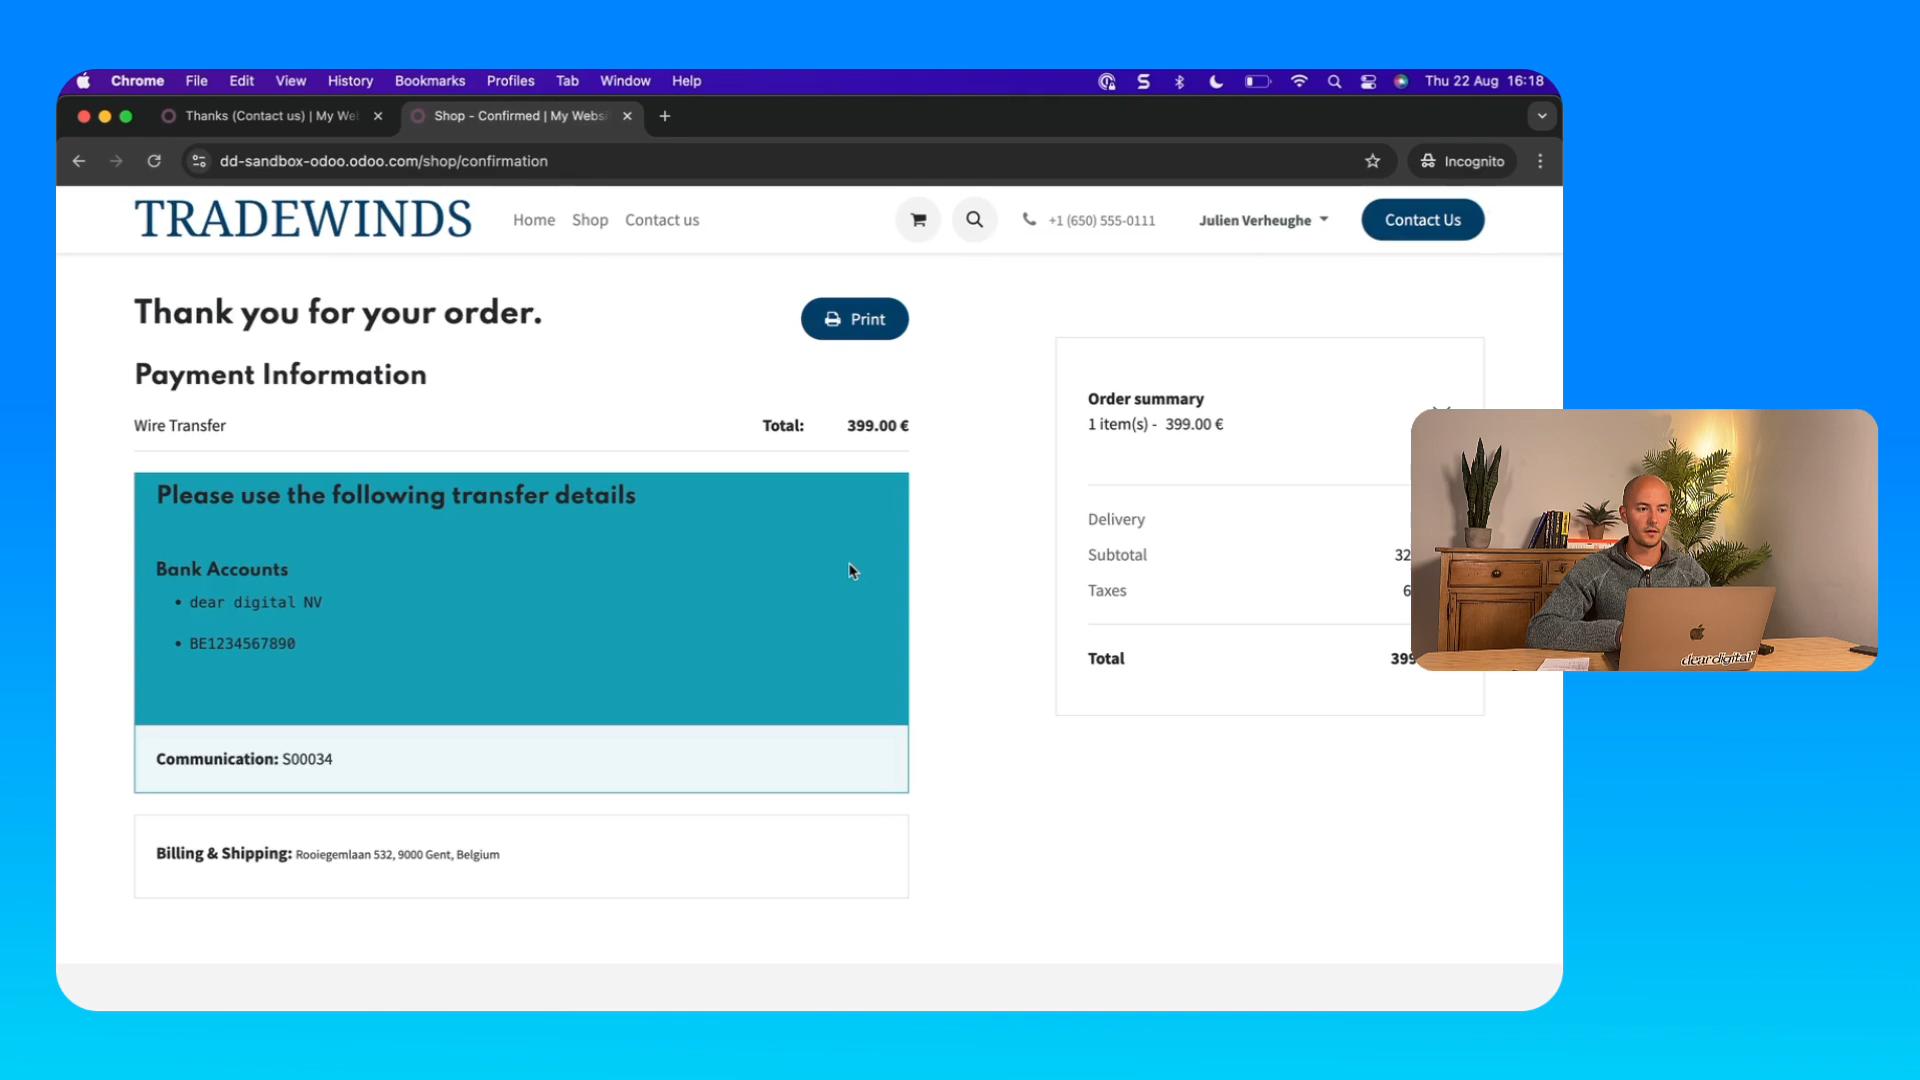 Chrome File Edit View History Bookmarks Profiles Tab Window Help Thu 22 Aug 16:18
Thanks (Contact us) | My We
Shop - Confirmed | My Websi
dd-sandbox-odoo.odoo.com/shop/confirmation
Incognito
TRADEWINDS
Home Shop Contact us
+1 (650) 555-0111
Julien Verheughe
Contact Us
Thank you for your order.
Print
Payment Information
Wire Transfer Total: 399.00 €
Please use the following transfer details
Bank Accounts
• dear digital NV
• BE1234567890
Communication: S00034
Billing & Shipping: Rooiegemlaan 532, 9000 Gent, Belgium
Order summary
1 item(s) - 399.00 €
Delivery
Subtotal 32
Taxes 6
Total 399
dear digital